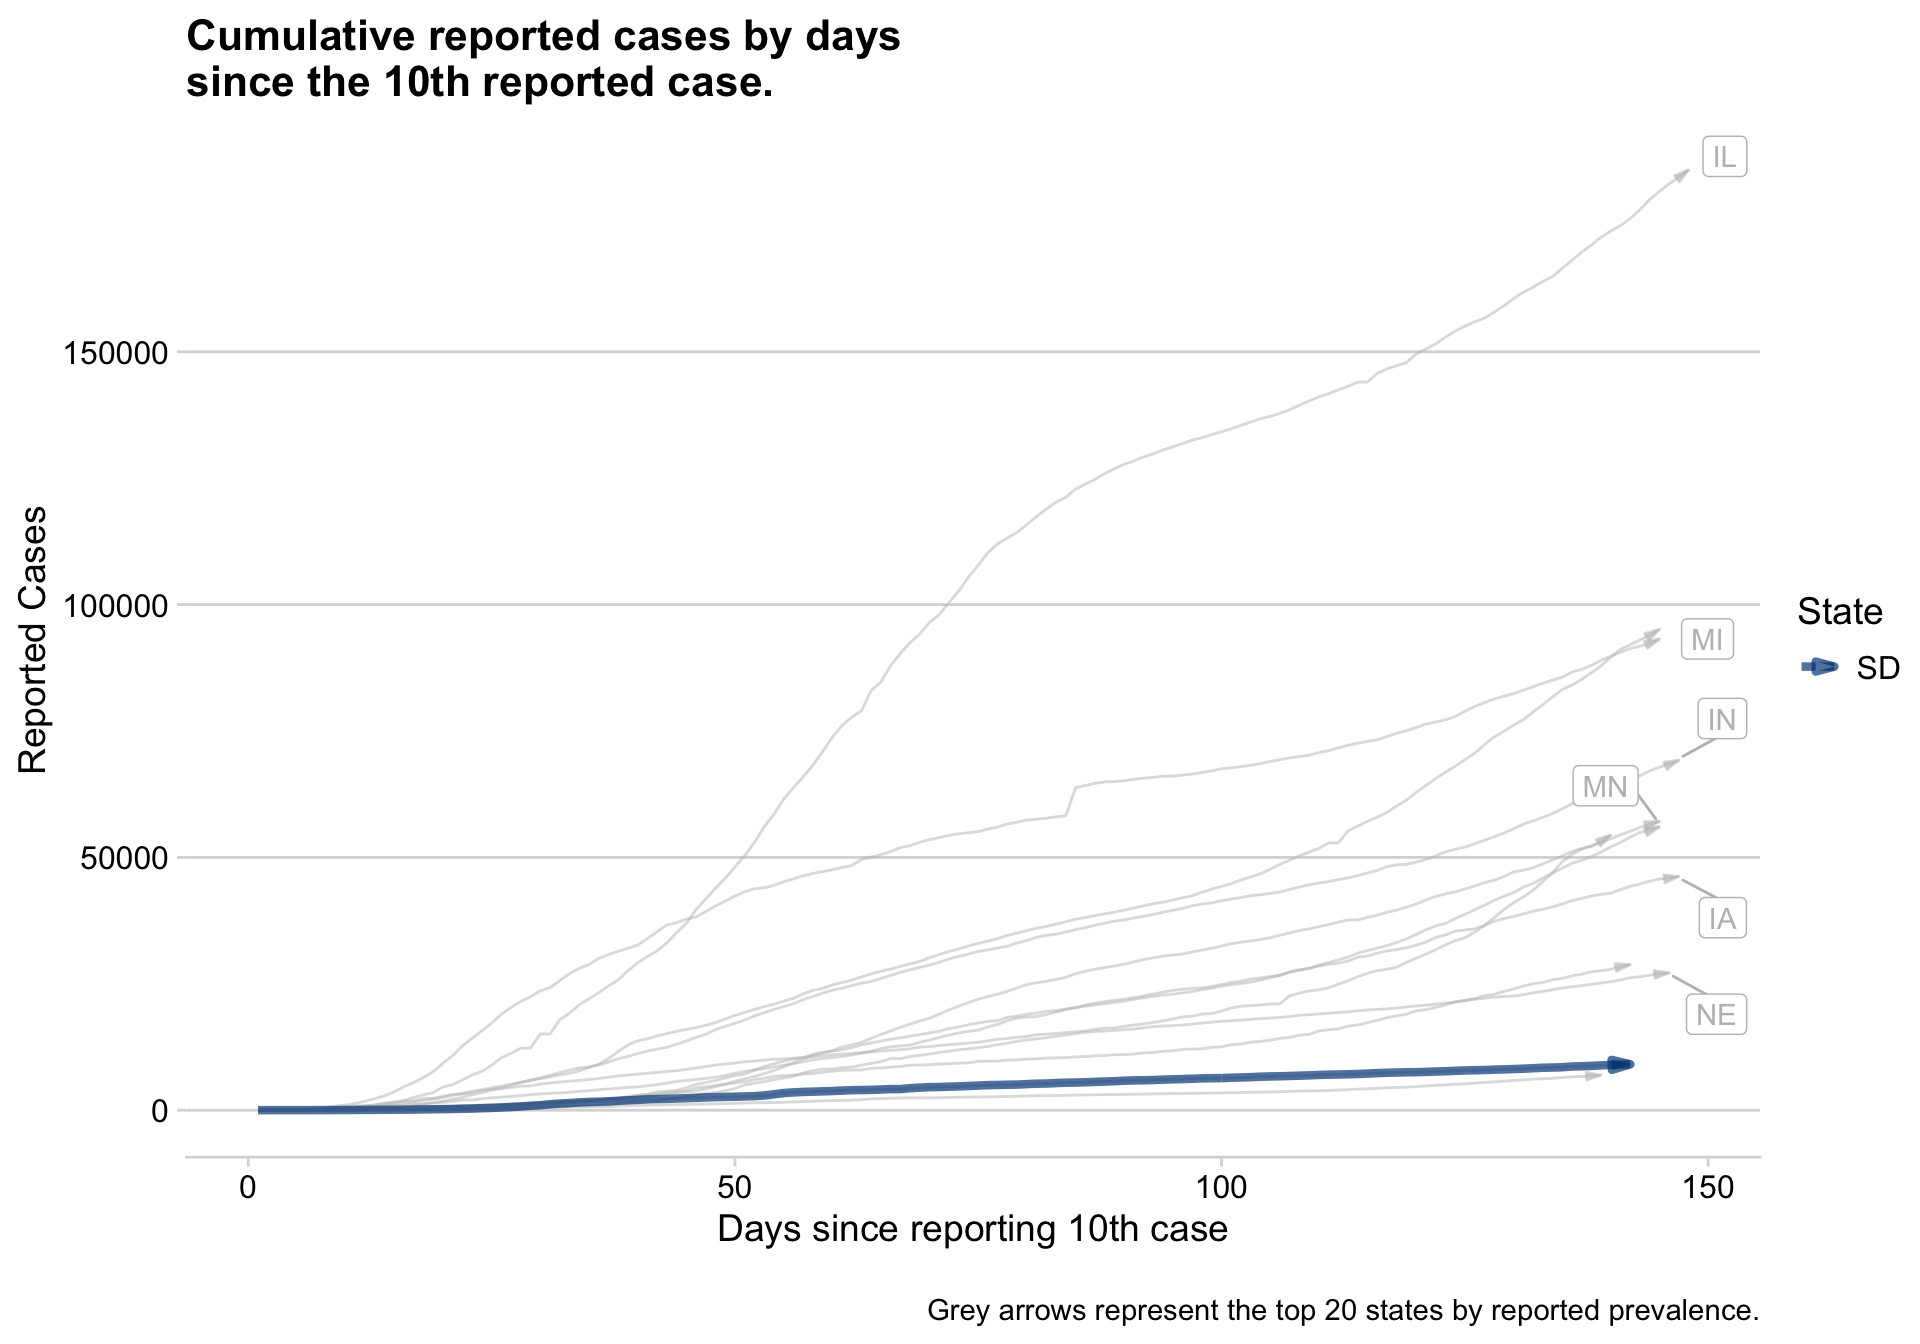 Cumulative reported cases by days
since the 10th reported case.
IL
150000
100000
State
MI
SD
IN
MN
50000
IA
NE
0
Reported Cases
0 50 100 150
Days since reporting 10th case
Grey arrows represent the top 20 states by reported prevalence.